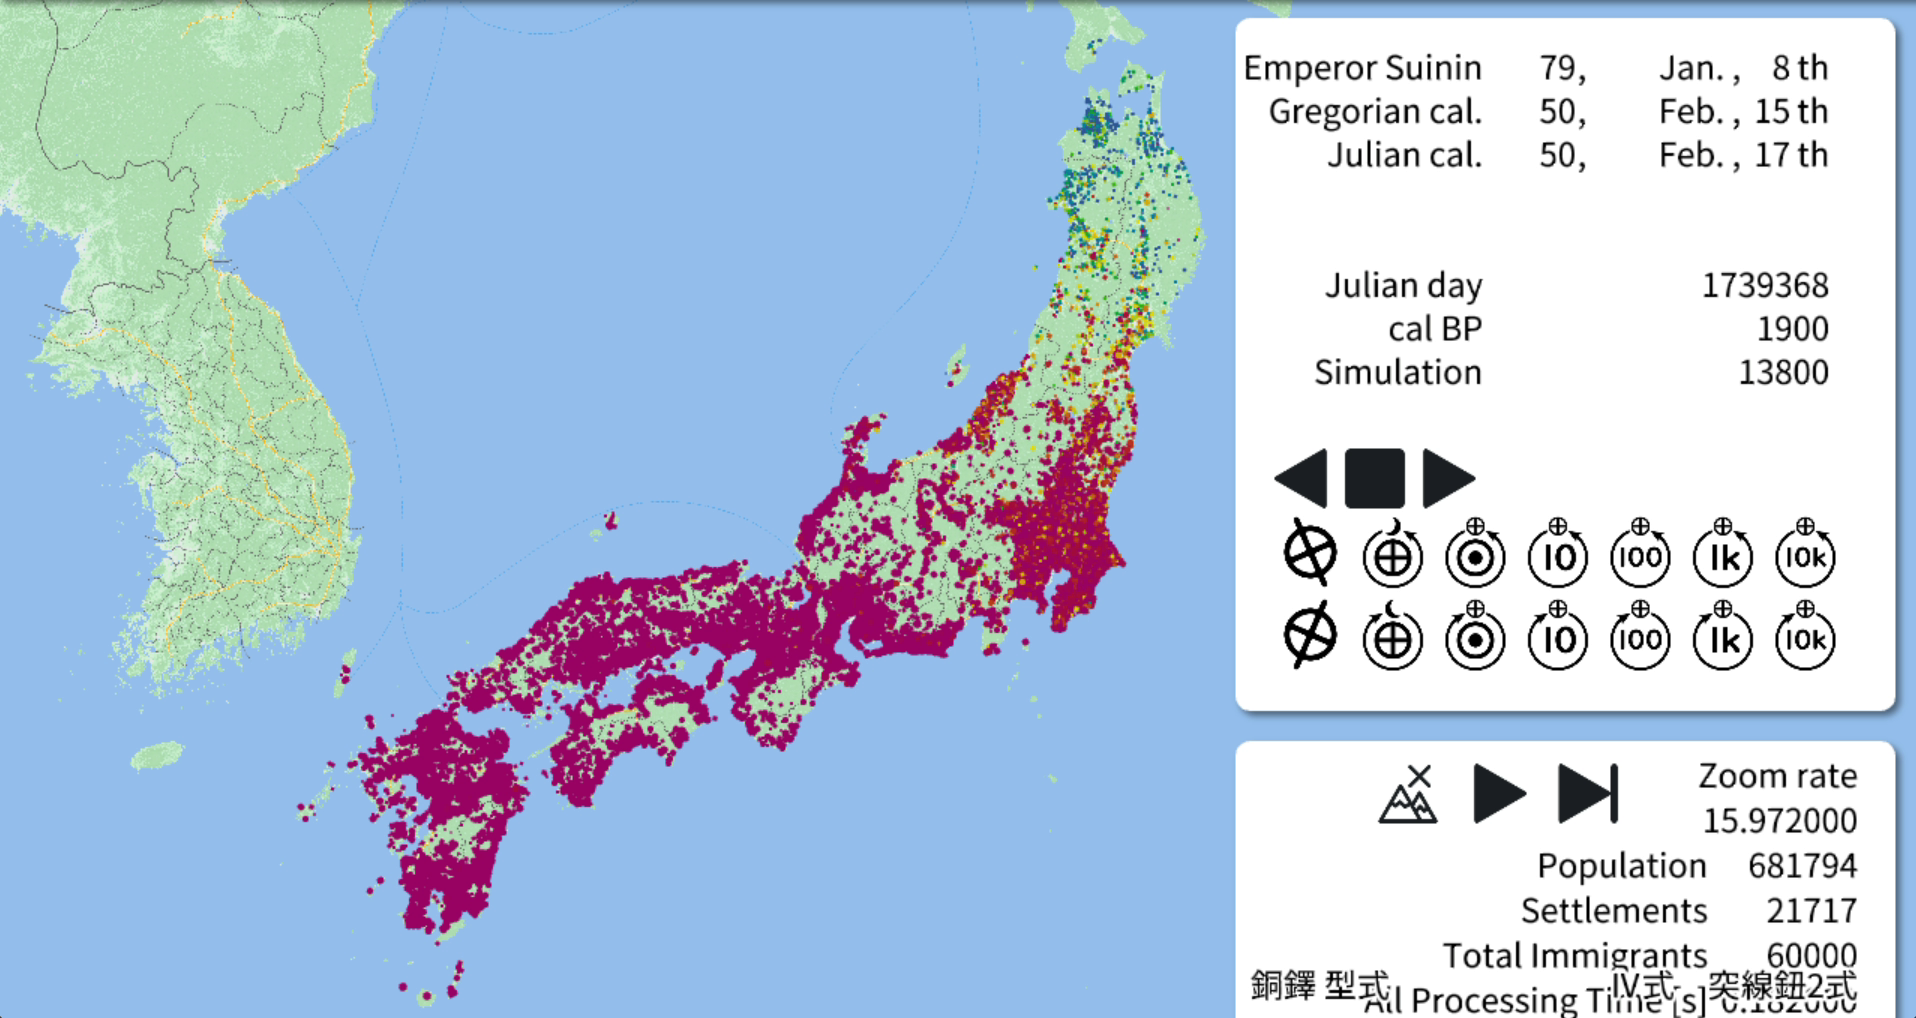 Emperor Suinin 79, Jan. , 8 th
Gregorian cal. 50, Feb. , 15 th
Julian cal. 50, Feb. , 17 th
Julian day 1739368
cal BP 1900
Simulation 13800
10 100 1k 10k
10 100 1k 10k
Zoom rate
15.972000
Population 681794
Settlements 21717
Total Immigrants 60000
銅鐸 型式 Ⅳ式 突線鈕2式
All Processing Time [s] 0.182000